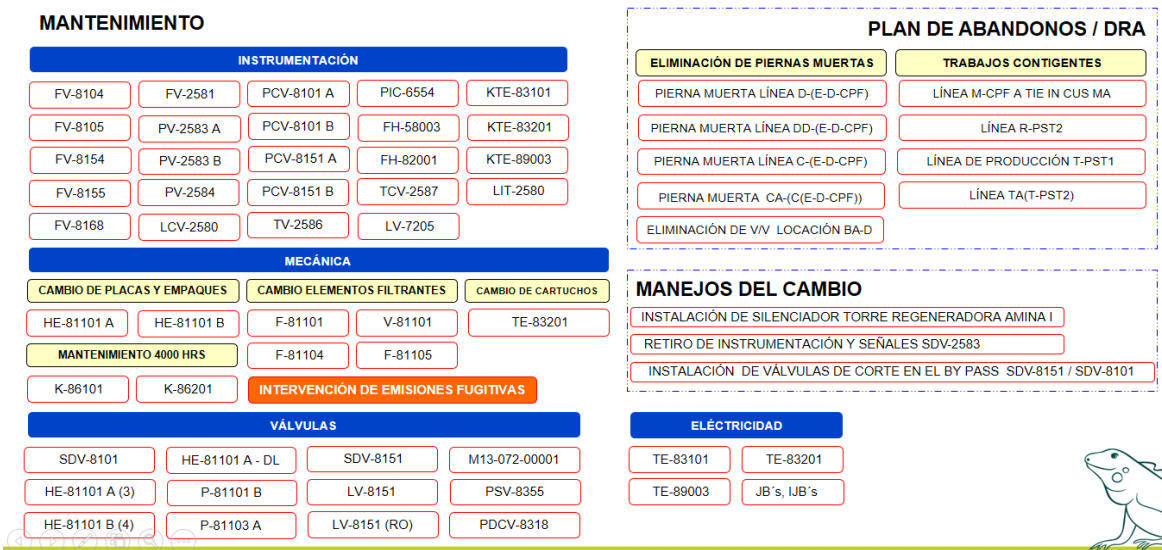 MANTENIMIENTO
INSTRUMENTACIÓN
FV-8104 FV-2581 PCV-8101 A PIC-6554 KTE-83101
FV-8105 PV-2583 A PCV-8101 B FH-58003 KTE-83201
FV-8154 PV-2583 B PCV-8151 A FH-82001 KTE-89003
FV-8155 PV-2584 PCV-8151 B TCV-2587 LIT-2580
FV-8168 LCV-2580 TV-2586 LV-7205
MECÁNICA
CAMBIO DE PLACAS Y EMPAQUES CAMBIO ELEMENTOS FILTRANTES CAMBIO DE CARTUCHOS
HE-81101 A HE-81101 B F-81101 V-81101 TE-83201
MANTENIMIENTO 4000 HRS F-81104 F-81105
K-86101 K-86201 INTERVENCIÓN DE EMISIONES FUGITIVAS
VÁLVULAS
SDV-8101 HE-81101 A - DL SDV-8151 M13-072-00001
HE-81101 A (3) P-81101 B LV-8151 PSV-8355
HE-81101 B (4) P-81103 A LV-8151 (RO) PDCV-8318
PLAN DE ABANDONOS / DRA
ELIMINACIÓN DE PIERNAS MUERTAS TRABAJOS CONTIGENTES
PIERNA MUERTA LÍNEA D-(E-D-CPF) LÍNEA M-CPF A TIE IN CUS MA
PIERNA MUERTA LÍNEA DD-(E-D-CPF) LÍNEA R-PST2
PIERNA MUERTA LÍNEA C-(E-D-CPF) LÍNEA DE PRODUCCIÓN T-PST1
PIERNA MUERTA CA-(C(E-D-CPF)) LÍNEA TA(T-PST2)
ELIMINACIÓN DE V/V LOCACIÓN BA-D
MANEJOS DEL CAMBIO
INSTALACIÓN DE SILENCIADOR TORRE REGENERADORA AMINA I
RETIRO DE INSTRUMENTACIÓN Y SEÑALES SDV-2583
INSTALACIÓN DE VÁLVULAS DE CORTE EN EL BY PASS SDV-8151 / SDV-8101
ELÉCTRICIDAD
TE-83101 TE-83201
TE-89003 JB´s, IJB´s